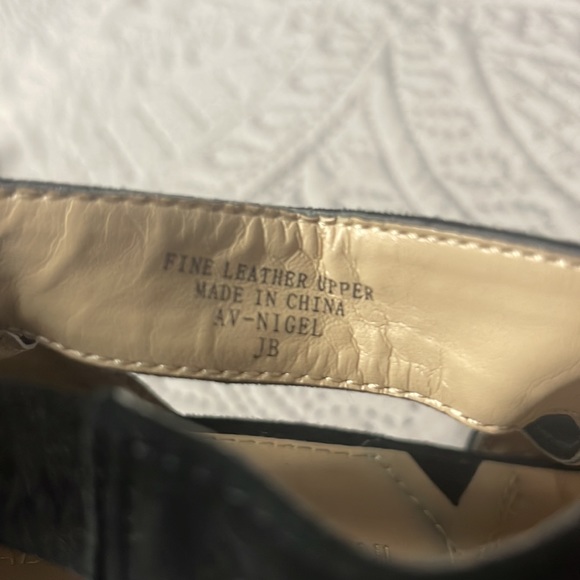 FINE LEATHER UPPER
MADE IN CHINA
AV-NIGEL
JB